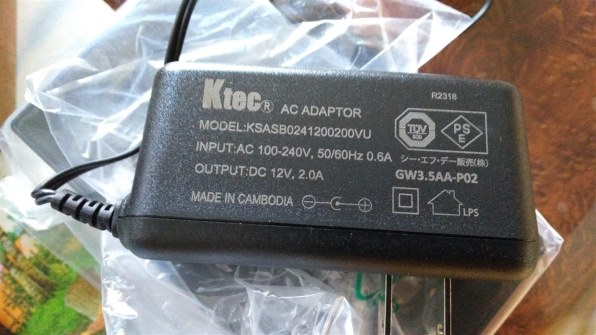 Ktec® AC ADAPTOR
R2318
MODEL:KSASB0241200200VU
INPUT:AC 100-240V, 50/60Hz 0.6A
OUTPUT:DC 12V, 2.0A
MADE IN CAMBODIA
TÜV
PS
E
シー・エフ・デー販売(株)
GW3.5AA-P02
LPS